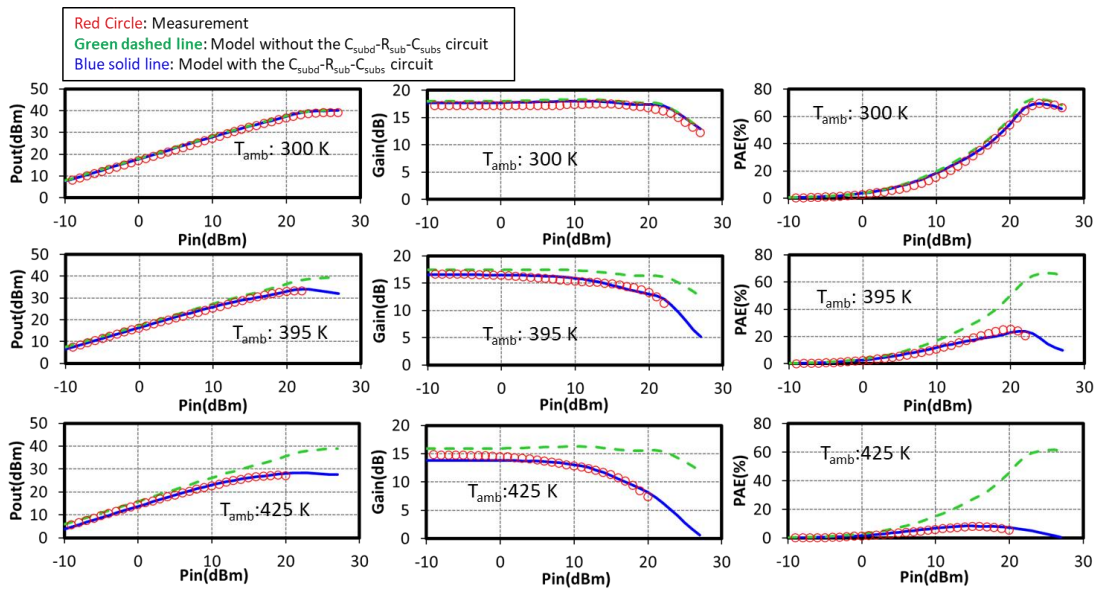 Red Circle: Measurement
Green dashed line: Model without the Csubd-Rsub-Csubs circuit
Blue solid line: Model with the Csubd-Rsub-Csubs circuit
Pout(dBm)
50
40
30
20
10
0
Tamb: 300 K
-10 0 10 20 30
Pin(dBm)
Gain(dB)
20
15
10
5
0
Tamb: 300 K
-10 0 10 20 30
Pin(dBm)
PAE(%)
80
60
40
20
0
Tamb: 300 K
-10 0 10 20 30
Pin(dBm)
Pout(dBm)
50
40
30
20
10
0
Tamb: 395 K
-10 0 10 20 30
Pin(dBm)
Gain(dB)
20
15
10
5
0
Tamb: 395 K
-10 0 10 20 30
Pin(dBm)
PAE(%)
80
60
40
20
0
Tamb: 395 K
-10 0 10 20 30
Pin(dBm)
Pout(dBm)
50
40
30
20
10
0
Tamb:425 K
-10 0 10 20 30
Pin(dBm)
Gain(dB)
20
15
10
5
0
Tamb:425 K
-10 0 10 20 30
Pin(dBm)
PAE(%)
80
60
40
20
0
Tamb:425 K
-10 0 10 20 30
Pin(dBm)